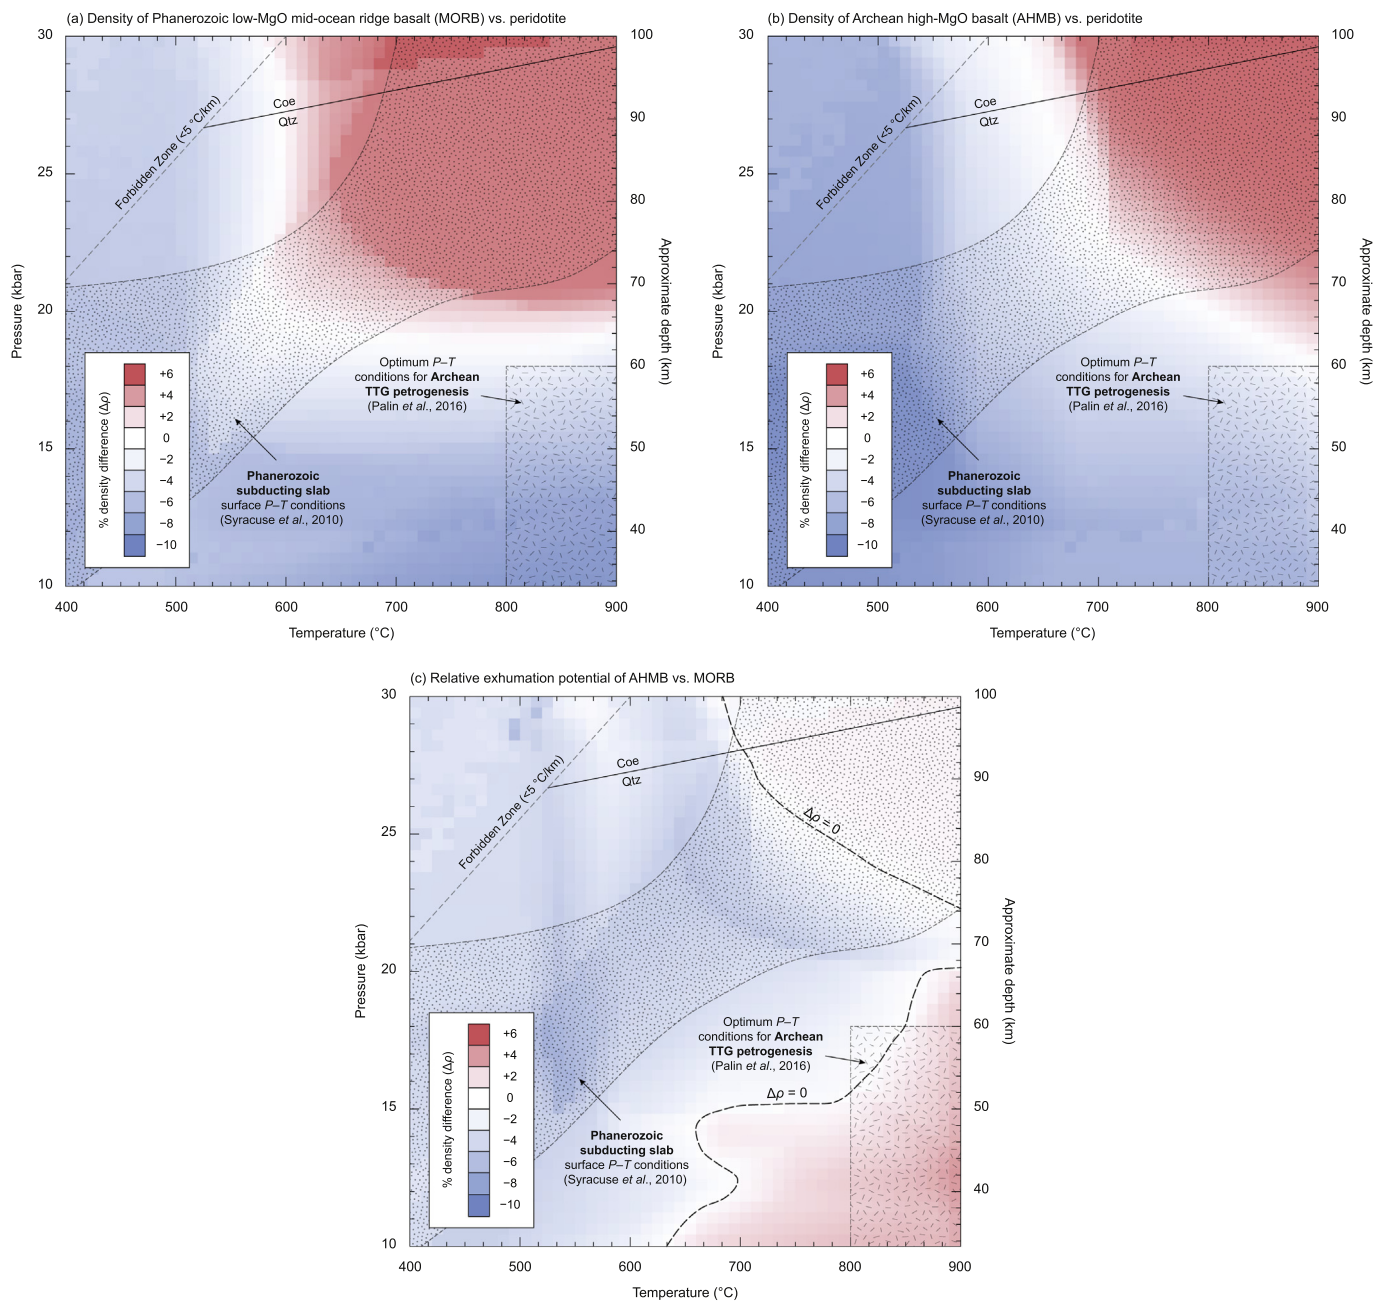 (a) Density of Phanerozoic low-MgO mid-ocean ridge basalt (MORB) vs. peridotite
30
25
20
15
10
Pressure (kbar)
100
90
80
70
60
50
40
Approximate depth (km)
400
500
600
700
800
900
Temperature (°C)
Forbidden Zone (<5 °C/km)
Coe
Qtz
Optimum P–T
conditions for Archean
TTG petrogenesis
(Palin et al., 2016)
Phanerozoic
subducting slab
surface P–T conditions
(Syracuse et al., 2010)
% density difference (Δρ)
+6
+4
+2
0
−2
−4
−6
−8
−10
(b) Density of Archean high-MgO basalt (AHMB) vs. peridotite
30
25
20
15
10
Pressure (kbar)
100
90
80
70
60
50
40
Approximate depth (km)
400
500
600
700
800
900
Temperature (°C)
Forbidden Zone (<5 °C/km)
Coe
Qtz
Optimum P–T
conditions for Archean
TTG petrogenesis
(Palin et al., 2016)
Phanerozoic
subducting slab
surface P–T conditions
(Syracuse et al., 2010)
% density difference (Δρ)
+6
+4
+2
0
−2
−4
−6
−8
−10
(c) Relative exhumation potential of AHMB vs. MORB
30
25
20
15
10
Pressure (kbar)
100
90
80
70
60
50
40
Approximate depth (km)
400
500
600
700
800
900
Temperature (°C)
Forbidden Zone (<5 °C/km)
Coe
Qtz
Δρ = 0
Optimum P–T
conditions for Archean
TTG petrogenesis
(Palin et al., 2016)
Δρ = 0
Phanerozoic
subducting slab
surface P–T conditions
(Syracuse et al., 2010)
% density difference (Δρ)
+6
+4
+2
0
−2
−4
−6
−8
−10